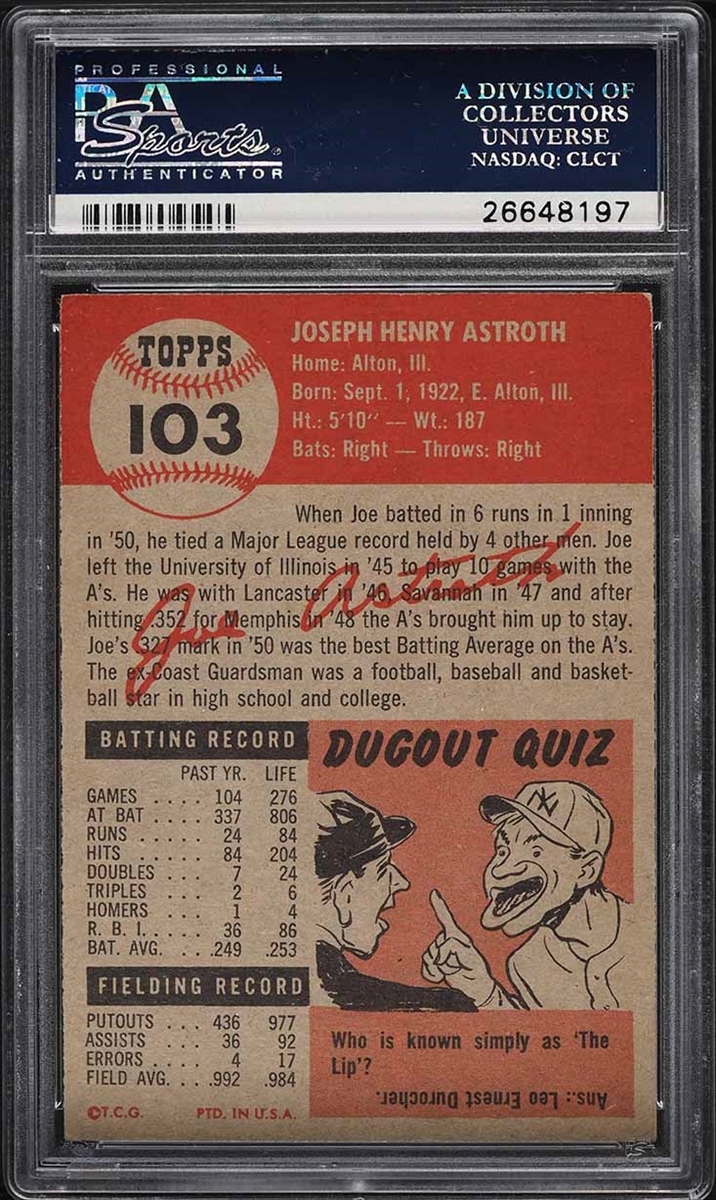 PROFESSIONAL
PSA
Sports
AUTHENTICATOR
A DIVISION OF
COLLECTORS
UNIVERSE
NASDAQ: CLCT
26648197
TOPPS
103
JOSEPH HENRY ASTROTH
Home: Alton, Ill.
Born: Sept. 1, 1922, E. Alton, Ill.
Ht.: 5'10" — Wt.: 187
Bats: Right — Throws: Right
When Joe batted in 6 runs in 1 inning
in '50, he tied a Major League record held by 4 other men. Joe
left the University of Illinois in '45 to play 10 games with the
A's. He was with Lancaster in '46, Savannah in '47 and after
hitting .352 for Memphis in '48 the A's brought him up to stay.
Joe's .327 mark in '50 was the best Batting Average on the A's.
The ex-Coast Guardsman was a football, baseball and basket-
ball star in high school and college.
Joe Astroth
BATTING RECORD
PAST YR. LIFE
GAMES .... 104 276
AT BAT .... 337 806
RUNS .... 24 84
HITS ..... 84 204
DOUBLES ... 7 24
TRIPLES ... 2 6
HOMERS ... 1 4
R. B. I. .... 36 86
BAT. AVG. .. .249 .253
FIELDING RECORD
PUTOUTS ... 436 977
ASSISTS ... 36 92
ERRORS .... 4 17
FIELD AVG. .. .992 .984
©T.C.G. PTD. IN U.S.A.
DUGOUT QUIZ
NY
Who is known simply as 'The
Lip'?
Ans.: Leo Ernest Durocher.